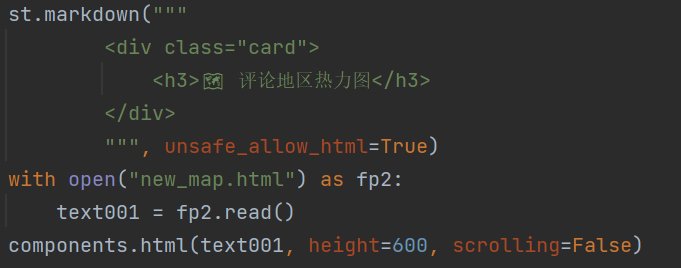 st.markdown("""
        <div class="card">
            <h3>🗺 评论地区热力图</h3>
        </div>
        """, unsafe_allow_html=True)
with open("new_map.html") as fp2:
    text001 = fp2.read()
components.html(text001, height=600, scrolling=False)